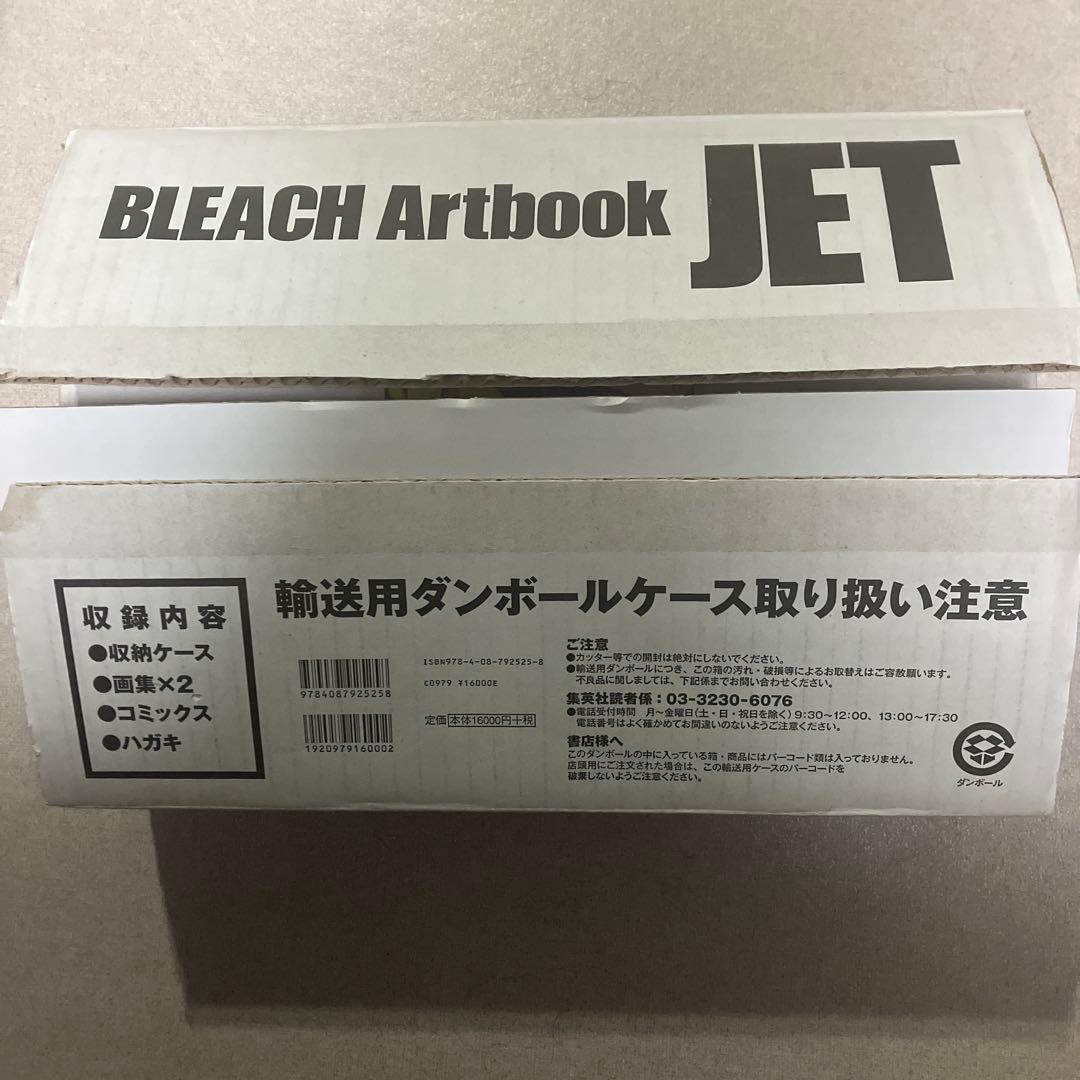 BLEACH Artbook JET
収録内容
●収納ケース
●画集×2
●コミックス
●ハガキ
輸送用ダンボールケース取り扱い注意
9784087925258
1920979160002
ISBN978-4-08-792525-8
C0979 ¥16000E
定価 本体16000円+税
ご注意
●カッター等での開封は絶対にしないでください。
●輸送用ダンボールにつき、この箱の汚れ・破損等によるお取替えはご容赦願います。
不良品に関しましては、下記係までお問い合わせください。
集英社読者係：03-3230-6076
●電話受付時間 月～金曜日(土・日・祝日を除く) 9:30~12:00、13:00~17:30
電話番号はよく確かめてお間違いのないようご注意ください。
書店様へ
このダンボールの中に入っている箱・商品にはバーコード類は入っておりません。
店頭用にご注文された場合は、この輸送用ケースのバーコードを
破棄しないようご注意ください。
ダンボール